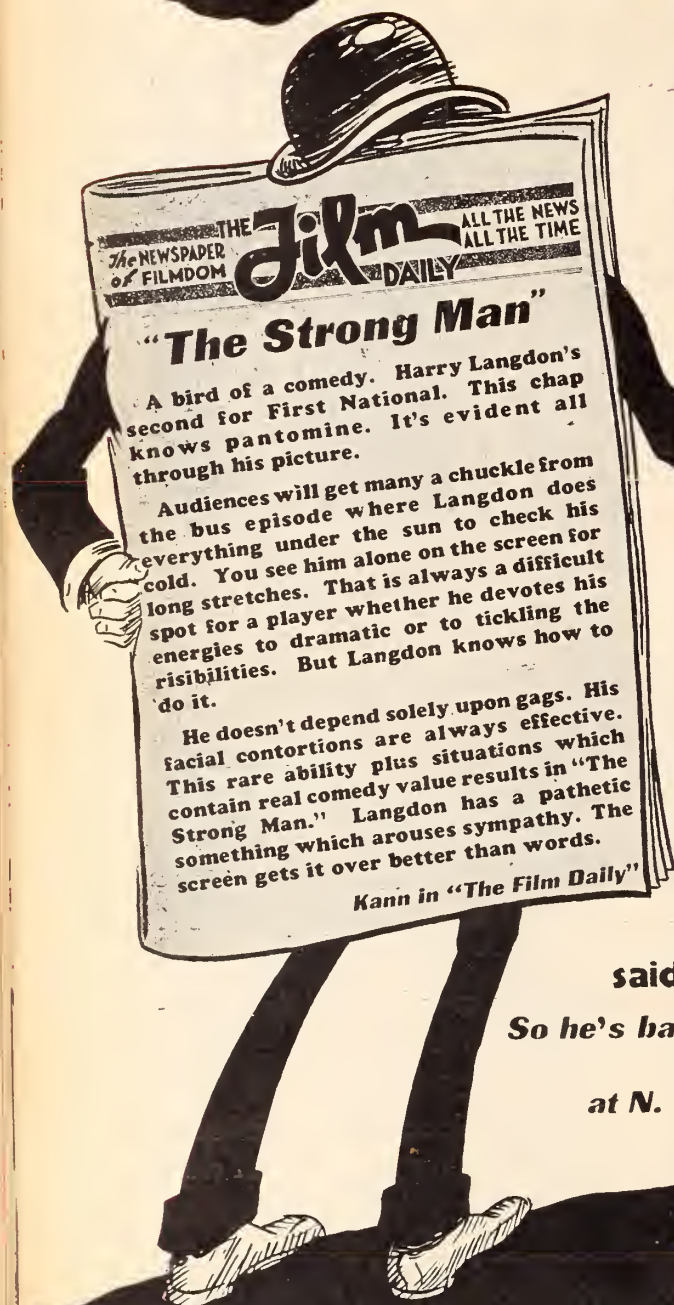 THE
The NEWSPAPER
of FILMDOM
Film
DAILY
ALL THE NEWS
ALL THE TIME
"The Strong Man"
A bird of a comedy. Harry Langdon's
second for First National. This chap
knows pantomine. It's evident all
through his picture.
Audiences will get many a chuckle from
the bus episode where Langdon does
everything under the sun to check his
cold. You see him alone on the screen for
long stretches. That is always a difficult
spot for a player whether he devotes his
energies to dramatic or to tickling the
risibilities. But Langdon knows how to
do it.
He doesn't depend solely upon gags. His
facial contortions are always effective.
This rare ability plus situations which
contain real comedy value results in "The
Strong Man." Langdon has a pathetic
something which arouses sympathy. The
screen gets it over better than words.
Kann in "The Film Daily"
said
So he's ba
at N.